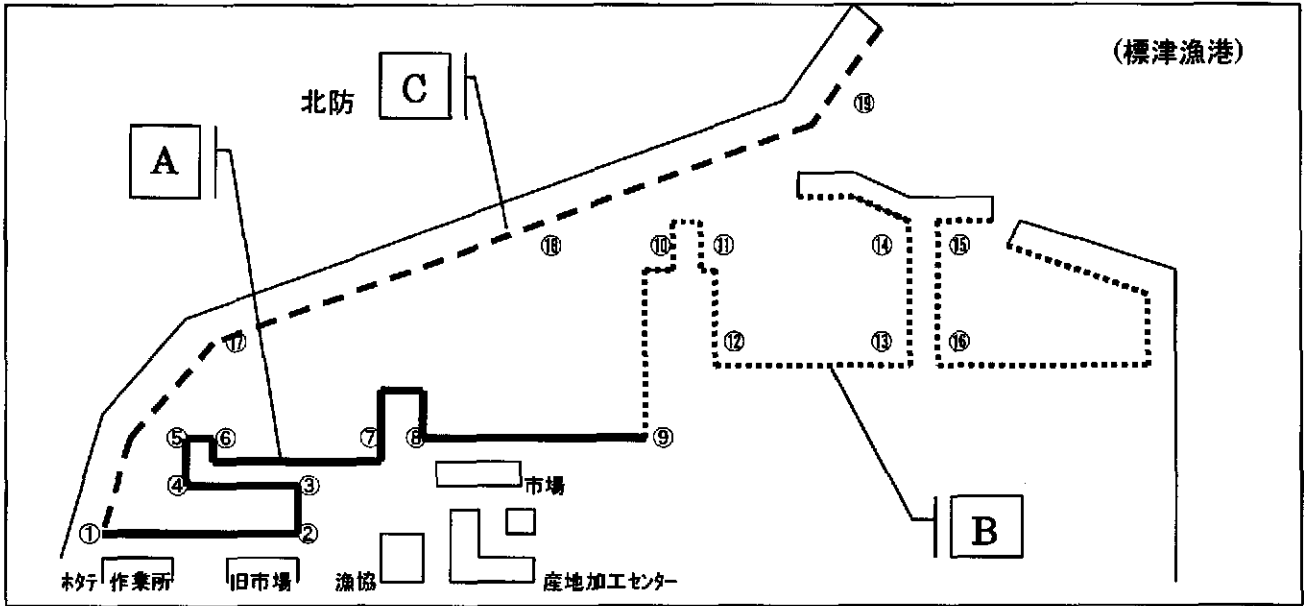 (標津漁港)
北防
C
A
B
⑲
⑱
⑰
⑩
⑪
⑭
⑮
⑫
⑬
⑯
⑤
⑥
⑦
⑧
⑨
④
③
①
②
市場
ホタテ 作業所
旧市場
漁協
産地加工センター